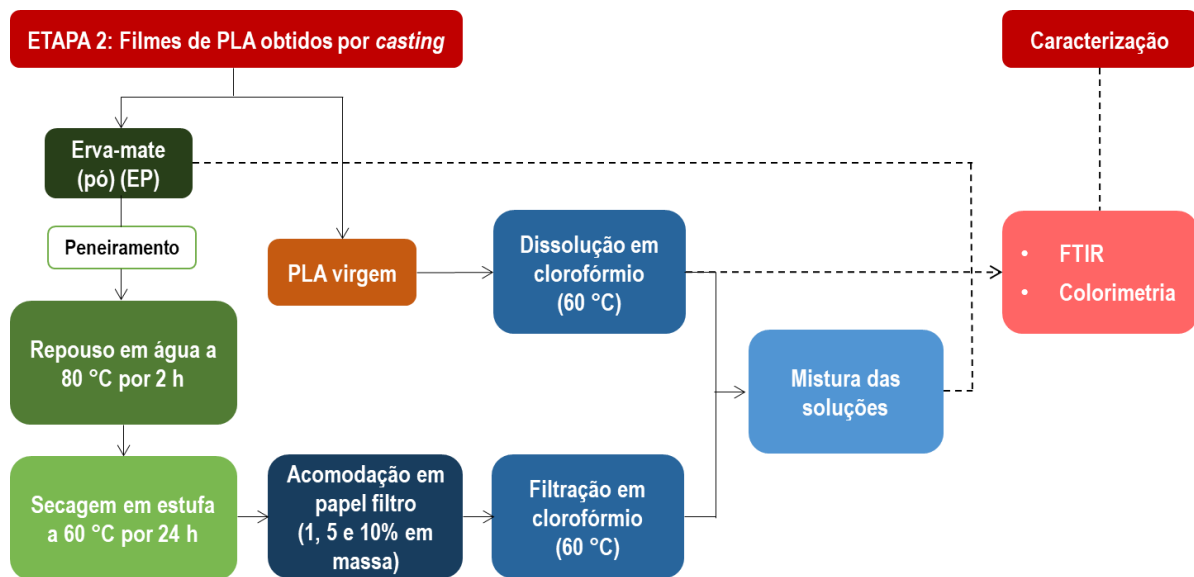 ETAPA 2: Filmes de PLA obtidos por casting
Caracterização
Erva-mate
(pó) (EP)
Peneiramento
PLA virgem
Dissolução em
clorofórmio
(60 °C)
• FTIR
• Colorimetria
Repouso em água a
80 °C por 2 h
Mistura das
soluções
Secagem em estufa
a 60 °C por 24 h
Acomodação em
papel filtro
(1, 5 e 10% em
massa)
Filtração em
clorofórmio
(60 °C)